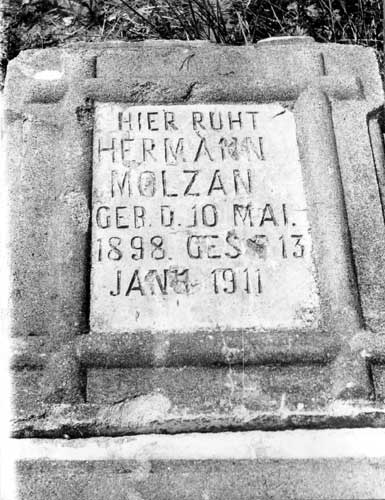 HIER RUHT
HERMANN
MOLZAN
GEB. D. 10 MAI.
1898. GEST 13
JAN. 1911